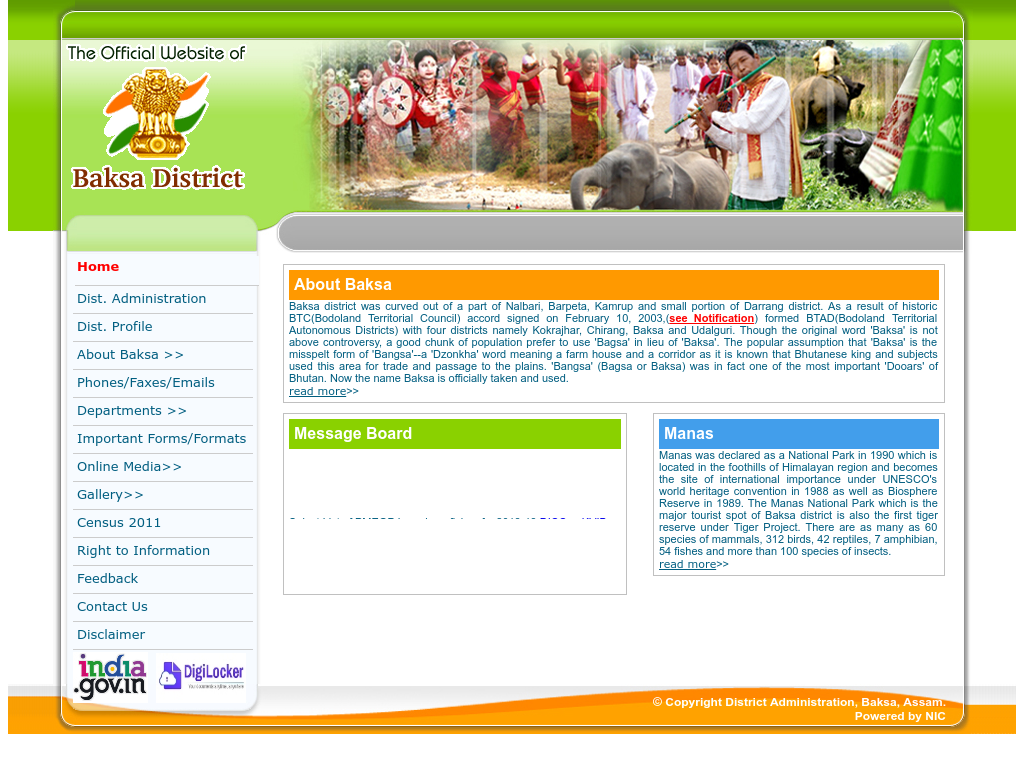 The Official Website of
Baksa District
Home
Dist. Administration
Dist. Profile
About Baksa >>
Phones/Faxes/Emails
Departments >>
Important Forms/Formats
Online Media>>
Gallery>>
Census 2011
Right to Information
Feedback
Contact Us
Disclaimer
india
.gov.in
DigiLocker
About Baksa
Baksa district was curved out of a part of Nalbari, Barpeta, Kamrup and small portion of Darrang district. As a result of historic
BTC(Bodoland Territorial Council) accord signed on February 10, 2003,(see Notification) formed BTAD(Bodoland Territorial
Autonomous Districts) with four districts namely Kokrajhar, Chirang, Baksa and Udalguri. Though the original word 'Baksa' is not
above controversy, a good chunk of population prefer to use 'Bagsa' in lieu of 'Baksa'. The popular assumption that 'Baksa' is the
misspelt form of 'Bangsa'--a 'Dzonkha' word meaning a farm house and a corridor as it is known that Bhutanese king and subjects
used this area for trade and passage to the plains. 'Bangsa' (Bagsa or Baksa) was in fact one of the most important 'Dooars' of
Bhutan. Now the name Baksa is officially taken and used.
read more>>
Message Board
Manas
Manas was declared as a National Park in 1990 which is
located in the foothills of Himalayan region and becomes
the site of international importance under UNESCO's
world heritage convention in 1988 as well as Biosphere
Reserve in 1989. The Manas National Park which is the
major tourist spot of Baksa district is also the first tiger
reserve under Tiger Project. There are as many as 60
species of mammals, 312 birds, 42 reptiles, 7 amphibian,
54 fishes and more than 100 species of insects.
read more>>
© Copyright District Administration, Baksa, Assam.
Powered by NIC